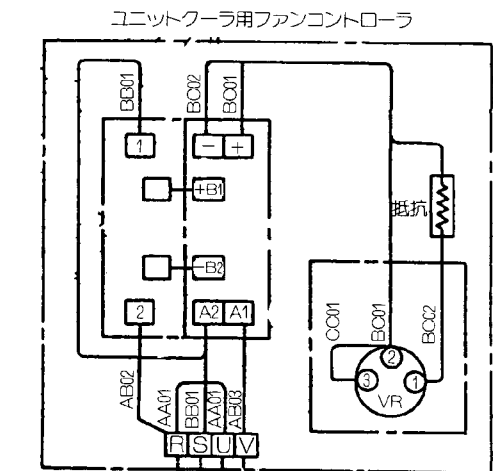 ユニットクーラ用ファンコントローラ
BB01
BC02
BC01
1
− +
+B1
−B2
2
A2 A1
抵抗
CC01
BC01
BC02
2
3
1
VR
AB02
AA01
BB01
AA01
AB03
R S U V